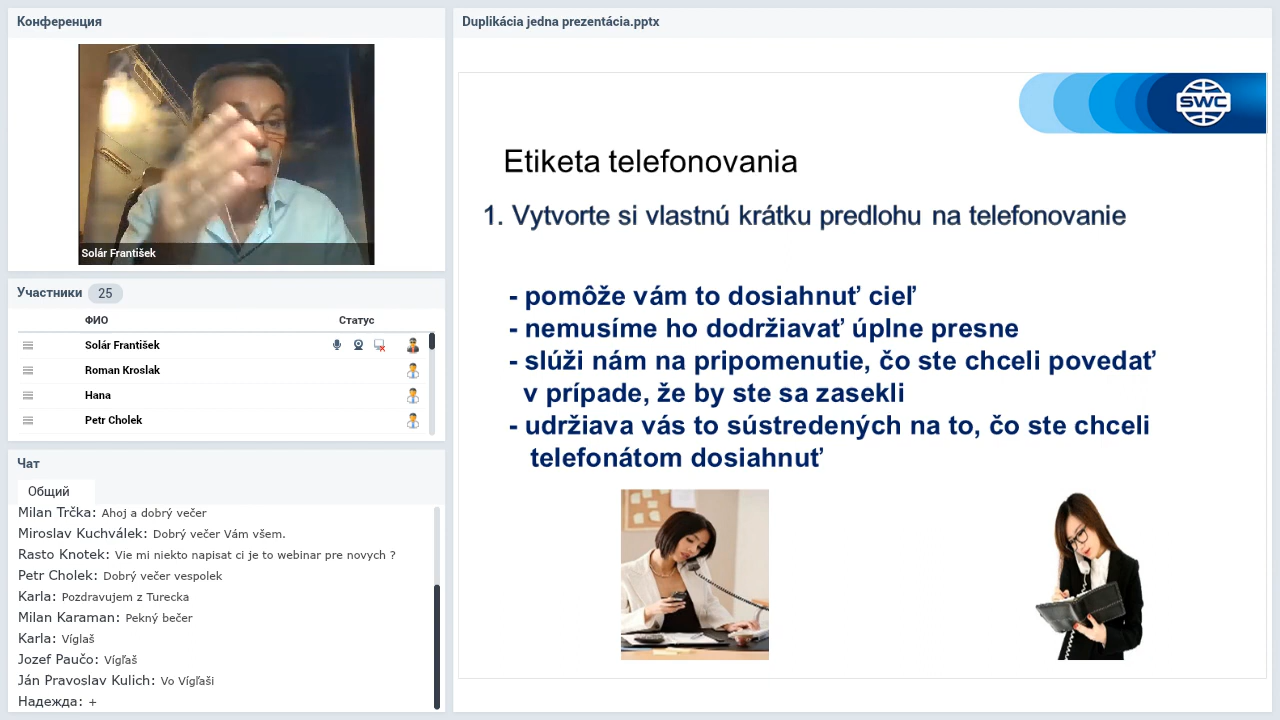 Конференция
Solár František
Участники 25
ФИО Статус
Solár František
Roman Kroslak
Hana
Petr Cholek
Чат
Общий
Milan Trčka: Ahoj a dobrý večer
Miroslav Kuchválek: Dobrý večer Vám všem.
Rasto Knotek: Vie mi niekto napisat ci je to webinar pre novych ?
Petr Cholek: Dobrý večer vespolek
Karla: Pozdravujem z Turecka
Milan Karaman: Pekný bečer
Karla: Víglaš
Jozef Paučo: Vígľaš
Ján Pravoslav Kulich: Vo Vígľaši
Надежда: +
Duplikácia jedna prezentácia.pptx
SWC
Etiketa telefonovania
1. Vytvorte si vlastnú krátku predlohu na telefonovanie
- pomôže vám to dosiahnuť cieľ
- nemusíme ho dodržiavať úplne presne
- slúži nám na pripomenutie, čo ste chceli povedať
v prípade, že by ste sa zasekli
- udržiava vás to sústredených na to, čo ste chceli
telefonátom dosiahnuť